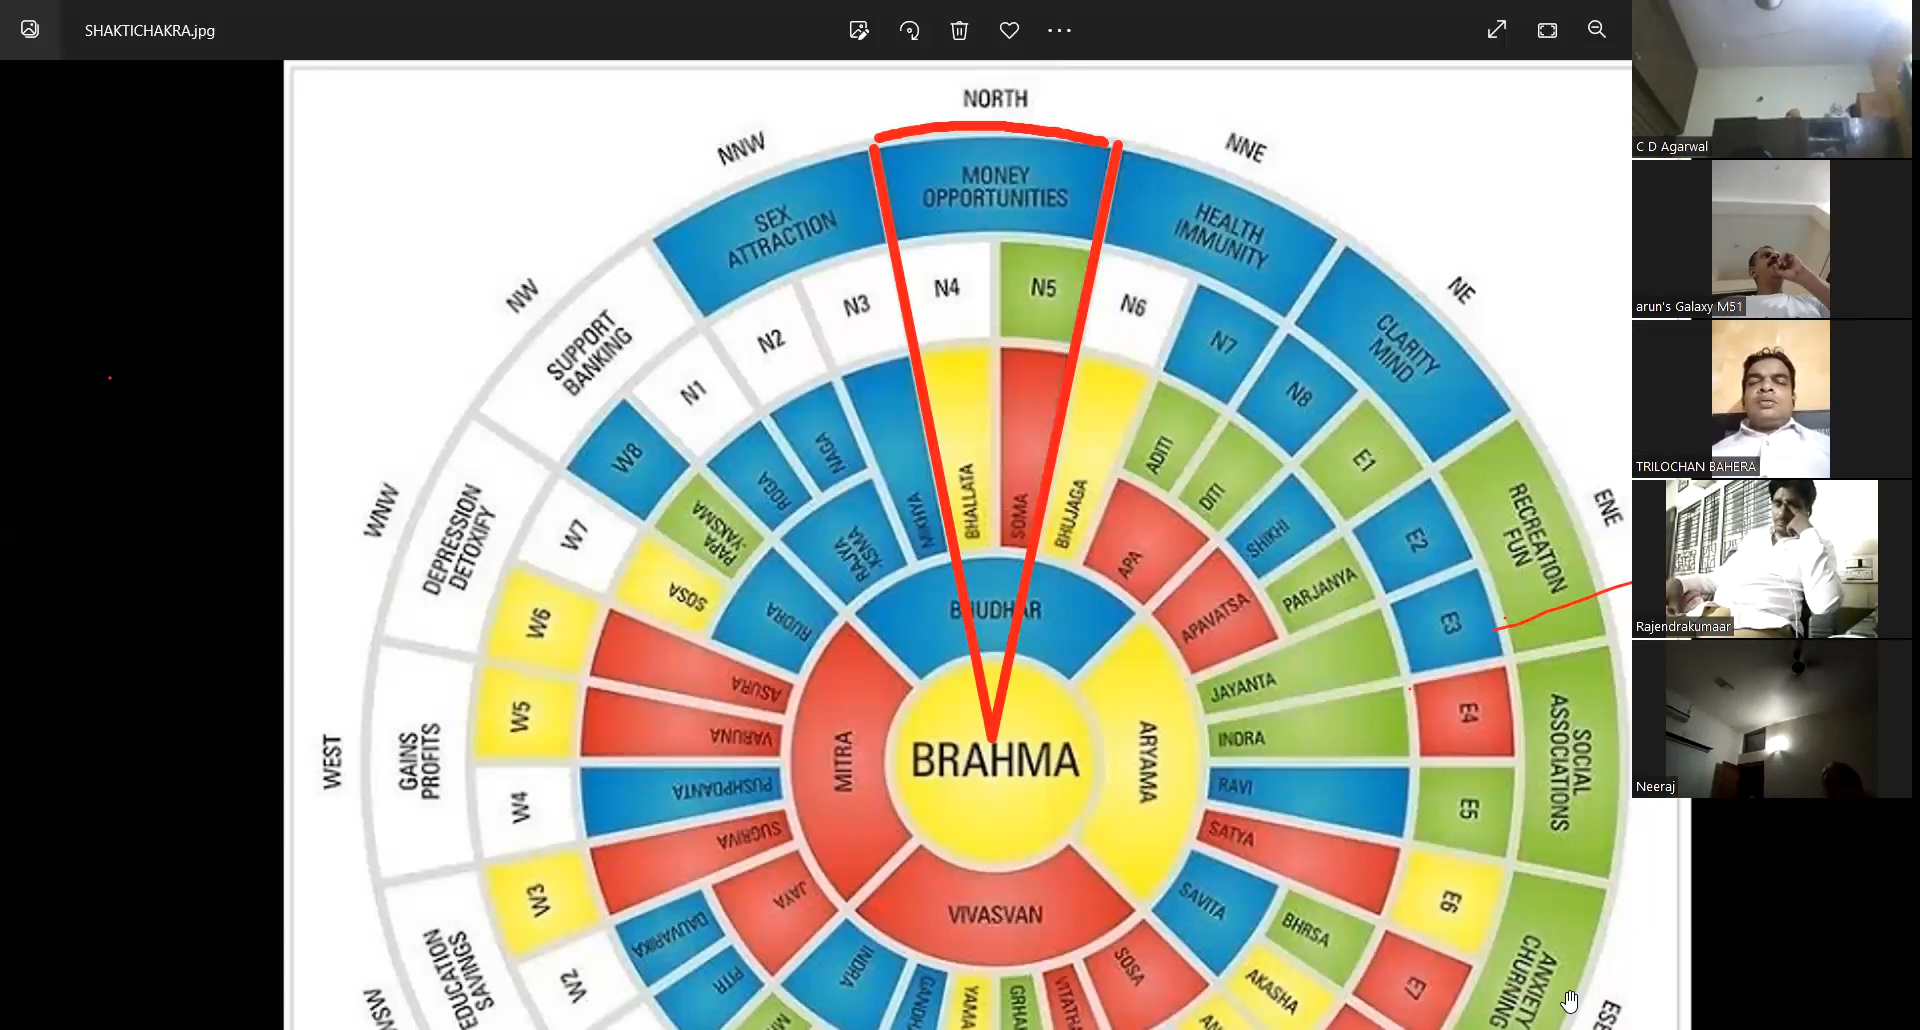 SHAKTICHAKRA.jpg
NORTH
NNW
NNE
NW
NE
WNW
ENE
WEST
WSW
ESE
MONEY
OPPORTUNITIES
SEX
ATTRACTION
HEALTH
IMMUNITY
SUPPORT
BANKING
CLARITY
MIND
DEPRESSION
DETOXIFY
RECREATION
FUN
GAINS
PROFITS
SOCIAL
ASSOCIATIONS
EDUCATION
SAVINGS
ANXIETY
CHURNING
N1
N2
N3
N4
N5
N6
N7
N8
E1
E2
E3
E4
E5
E6
E7
W8
W7
W6
W5
W4
W3
W2
ROGA
NAGA
MUKHYA
BHALLATA
SOMA
BHUJAGA
ADITI
DITI
SHIKHI
PARJANYA
JAYANTA
INDRA
RAVI
SATYA
BHRSA
AKASHA
PAPA
YAKSMA
SOSA
ASURA
VARUNA
PUSHPDANTA
SUGRIVA
DAUVARIKA
PITR
RAJYA
KASMA
RUDRA
APA
APAVATSA
SAVITA
JAYA
INDRA
SOSA
GANDH
YAMA
GRHA
VITATHA
BHUDHAR
ARYAMA
MITRA
VIVASVAN
BRAHMA
C D Agarwal
arun's Galaxy M51
TRILOCHAN BAHERA
Rajendrakumaar
Neeraj